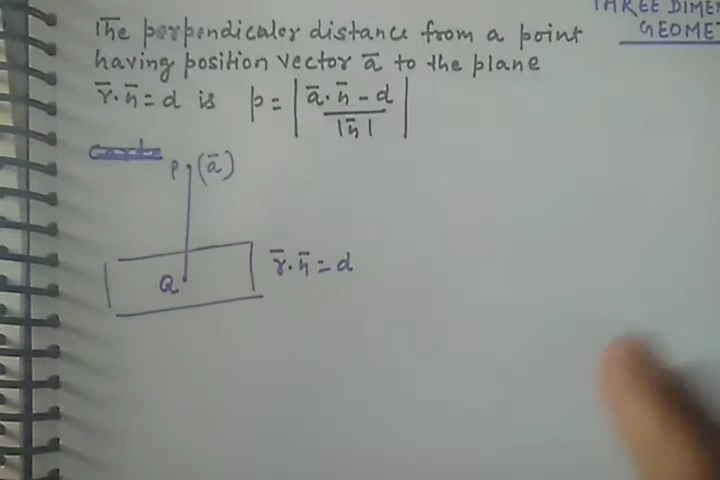 THREE DIMEN
GEOMET
The perpendicular distance from a point
having position vector a̅ to the plane
r̅·n̅ = d is p = | (a̅·n̅ − d) / |n̅| |
P (a̅)
Q r̅·n̅ = d